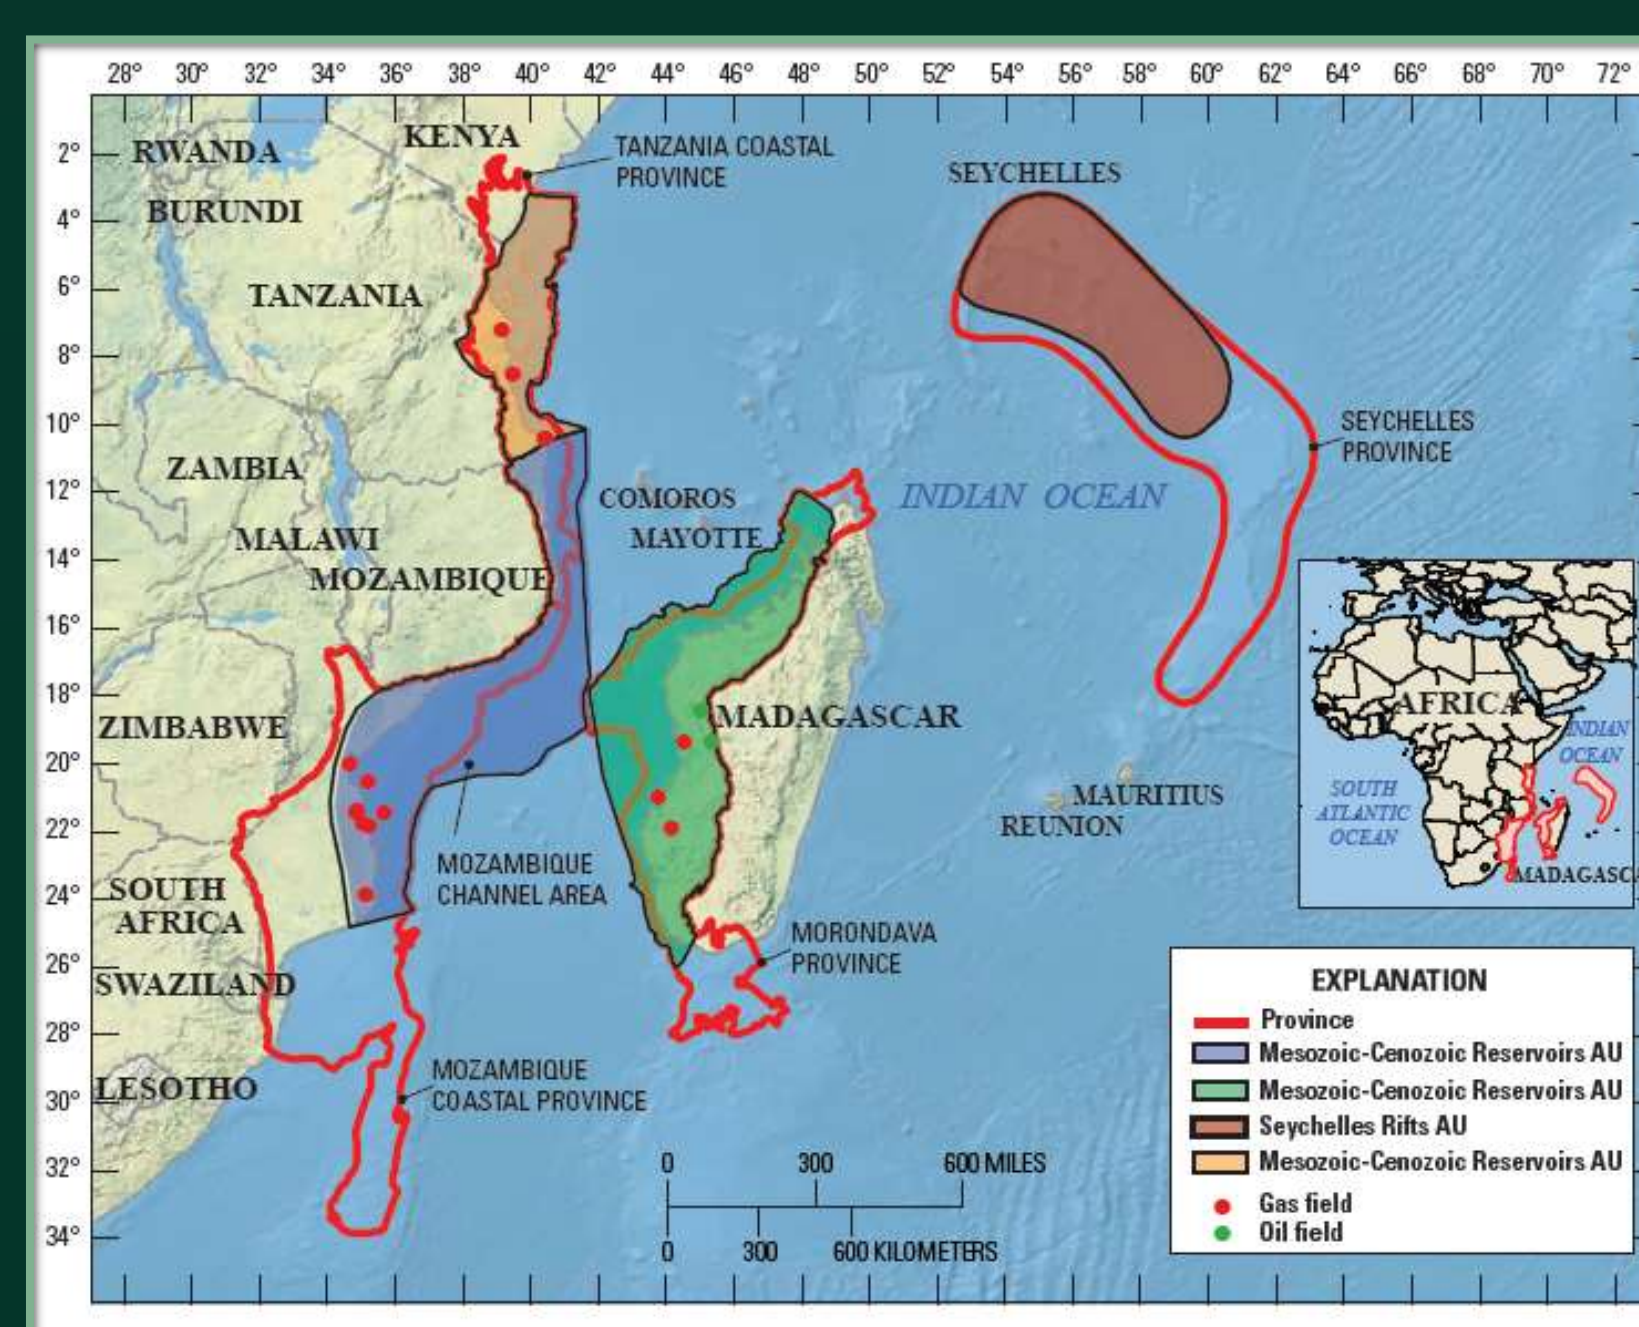 28° 30° 32° 34° 36° 38° 40° 42° 44° 46° 48° 50° 52° 54° 56° 58° 60° 62° 64° 66° 68° 70° 72°
2°
4°
6°
8°
10°
12°
14°
16°
18°
20°
22°
24°
26°
28°
30°
32°
34°
KENYA
RWANDA
TANZANIA COASTAL
PROVINCE
SEYCHELLES
BURUNDI
TANZANIA
SEYCHELLES
PROVINCE
ZAMBIA
COMOROS
INDIAN OCEAN
MALAWI
MAYOTTE
MOZAMBIQUE
ZIMBABWE
MADAGASCAR
MAURITIUS
REUNION
MOZAMBIQUE
CHANNEL AREA
SOUTH
AFRICA
MORONDAVA
PROVINCE
SWAZILAND
MOZAMBIQUE
COASTAL PROVINCE
LESOTHO
AFRICA
INDIAN
OCEAN
SOUTH
ATLANTIC
OCEAN
MADAGASC
EXPLANATION
Province
Mesozoic-Cenozoic Reservoirs AU
Mesozoic-Cenozoic Reservoirs AU
Seychelles Rifts AU
Mesozoic-Cenozoic Reservoirs AU
Gas field
Oil field
0 300 600 MILES
0 300 600 KILOMETERS